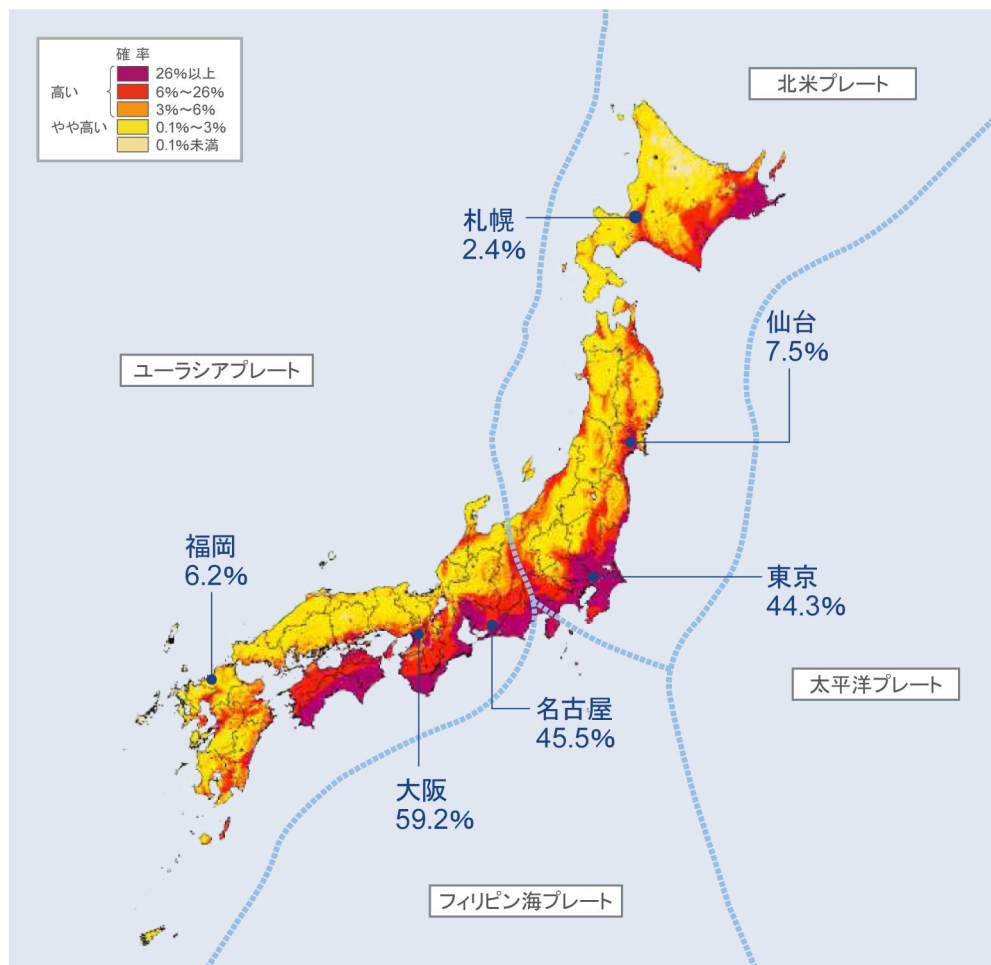 確 率
高い
26%以上
6%～26%
3%～6%
やや高い
0.1%～3%
0.1%未満
北米プレート
札幌
2.4%
仙台
7.5%
ユーラシアプレート
福岡
6.2%
東京
44.3%
太平洋プレート
名古屋
45.5%
大阪
59.2%
フィリピン海プレート